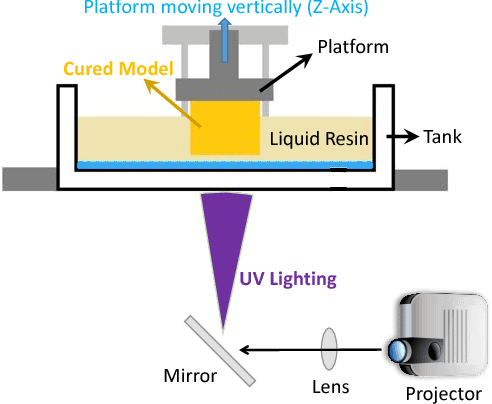 Platform moving vertically (Z-Axis)
Platform
Cured Model
Liquid Resin
Tank
UV Lighting
Mirror
Lens
Projector